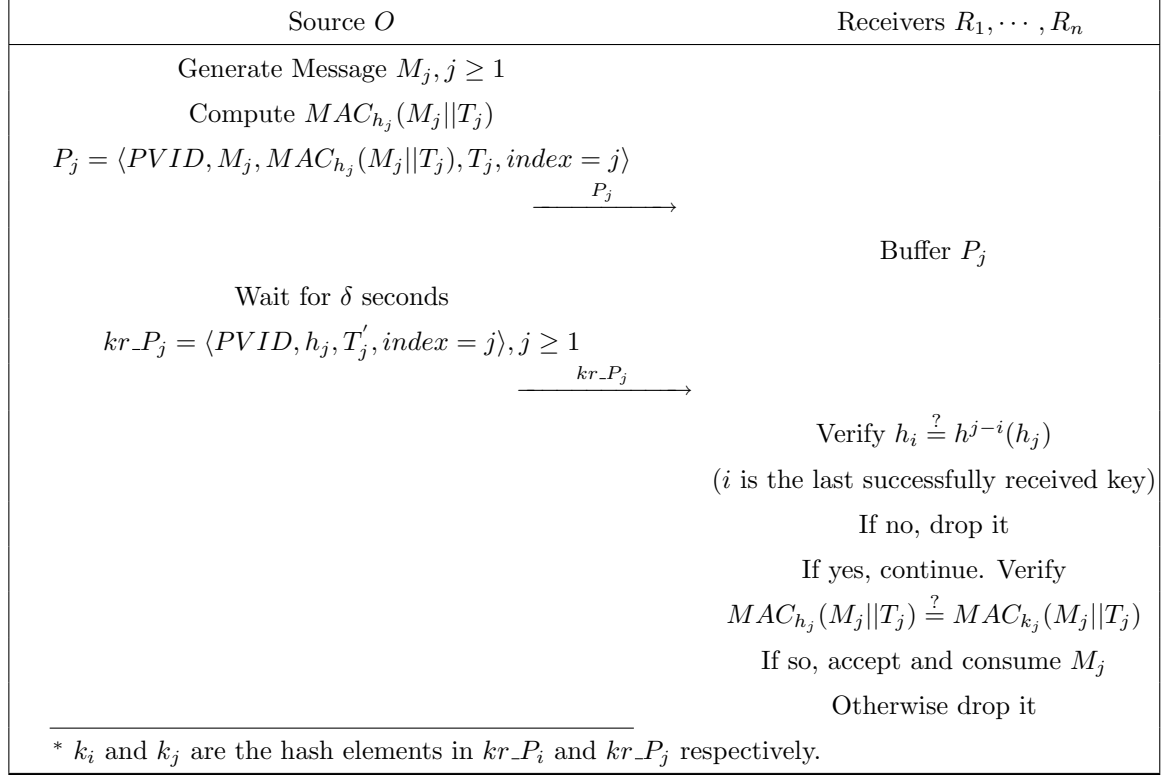 Source O Receivers R_1, ⋯, R_n
Generate Message M_j, j ≥ 1
Compute MAC_{h_j}(M_j||T_j)
P_j = ⟨PVID, M_j, MAC_{h_j}(M_j||T_j), T_j, index = j⟩
P_j
Buffer P_j
Wait for δ seconds
kr_P_j = ⟨PVID, h_j, T_j^', index = j⟩, j ≥ 1
kr_P_j
Verify h_i ≟ h^{j−i}(h_j)
(i is the last successfully received key)
If no, drop it
If yes, continue. Verify
MAC_{h_j}(M_j||T_j) ≟ MAC_{k_j}(M_j||T_j)
If so, accept and consume M_j
Otherwise drop it
* k_i and k_j are the hash elements in kr_P_i and kr_P_j respectively.